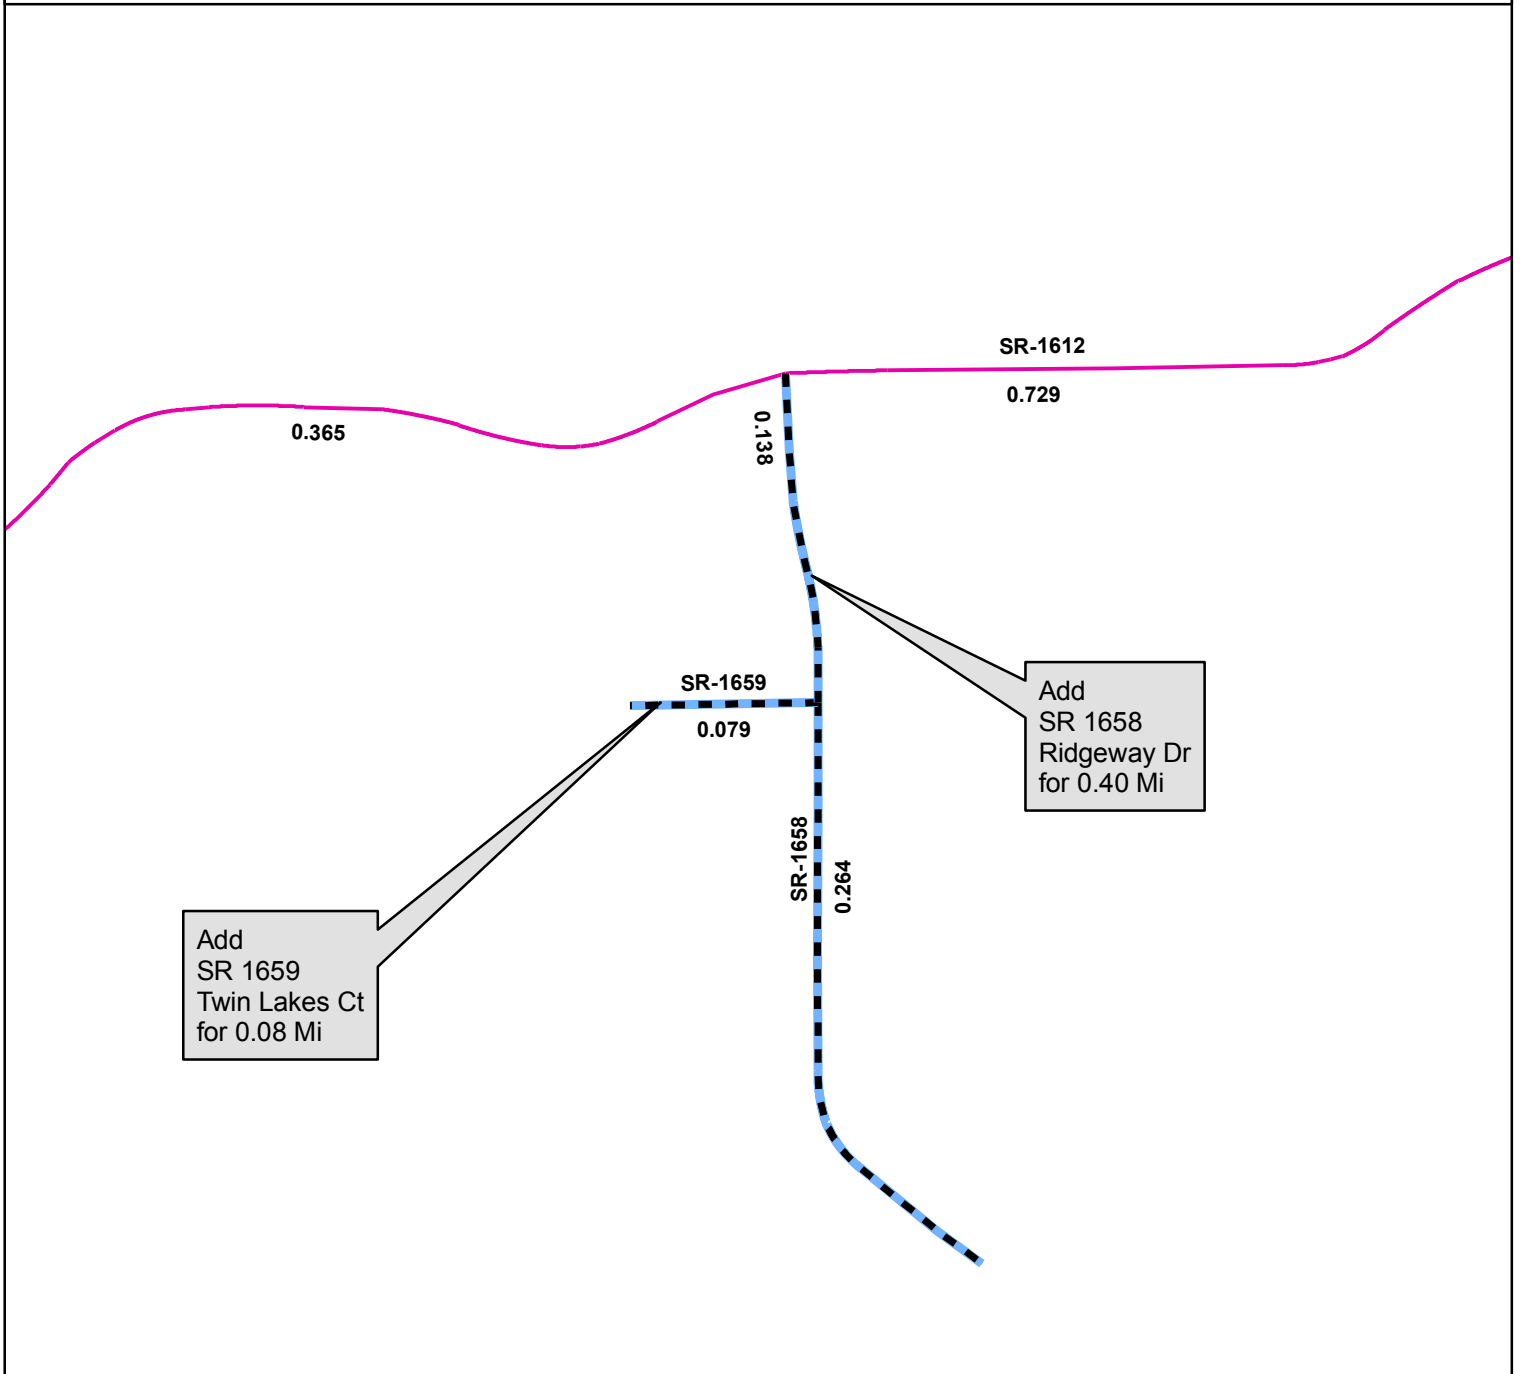 SR-1612
0.729
0.365
0.138
SR-1659
0.079
Add
SR 1658
Ridgeway Dr
for 0.40 Mi
SR-1658
0.264
Add
SR 1659
Twin Lakes Ct
for 0.08 Mi